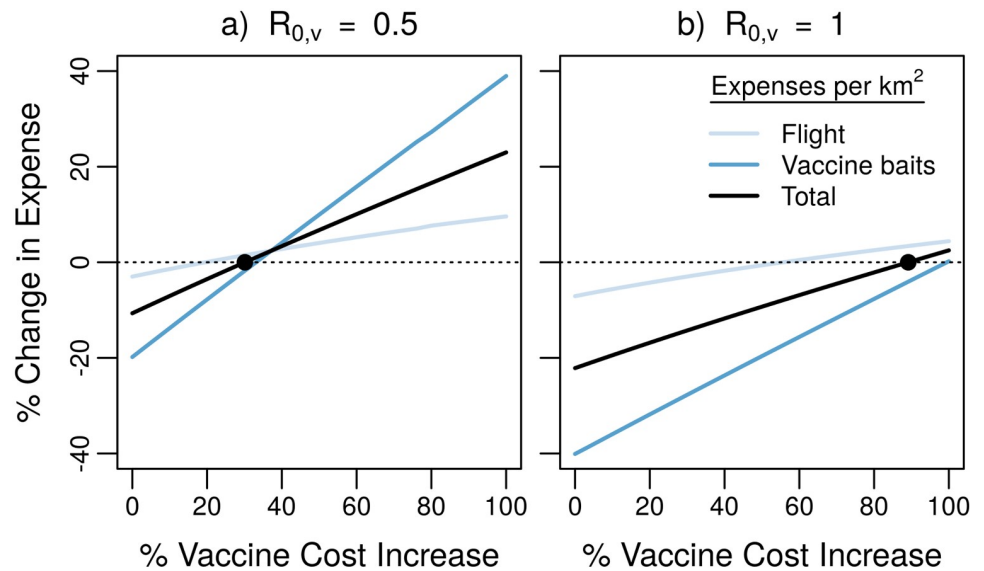 a) R0,v = 0.5
b) R0,v = 1
% Change in Expense
40
20
0
-20
-40
Expenses per km2
Flight
Vaccine baits
Total
0 20 40 60 80 100
0 20 40 60 80 100
% Vaccine Cost Increase
% Vaccine Cost Increase